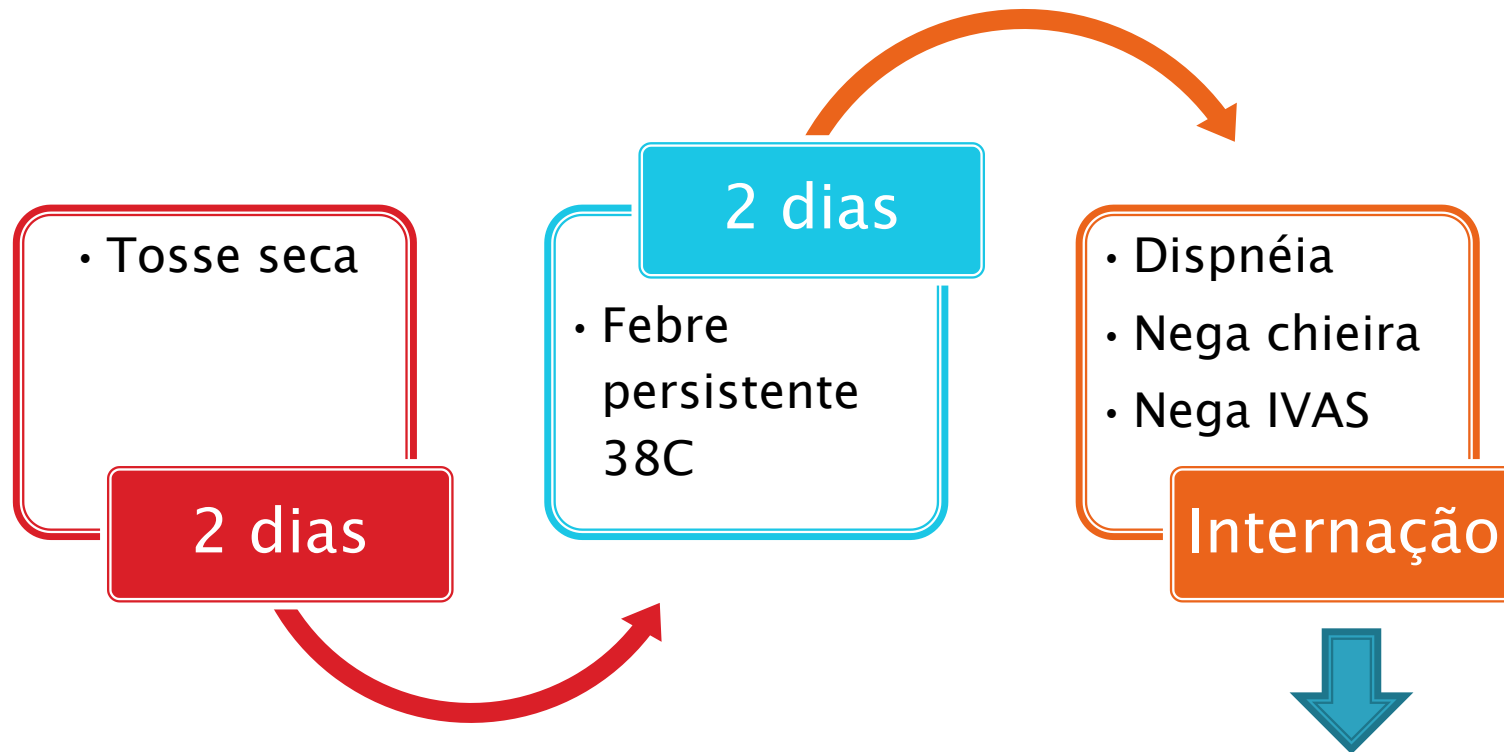 • Tosse seca
2 dias
2 dias
• Febre
persistente
38C
• Dispnéia
• Nega chieira
• Nega IVAS
Internação